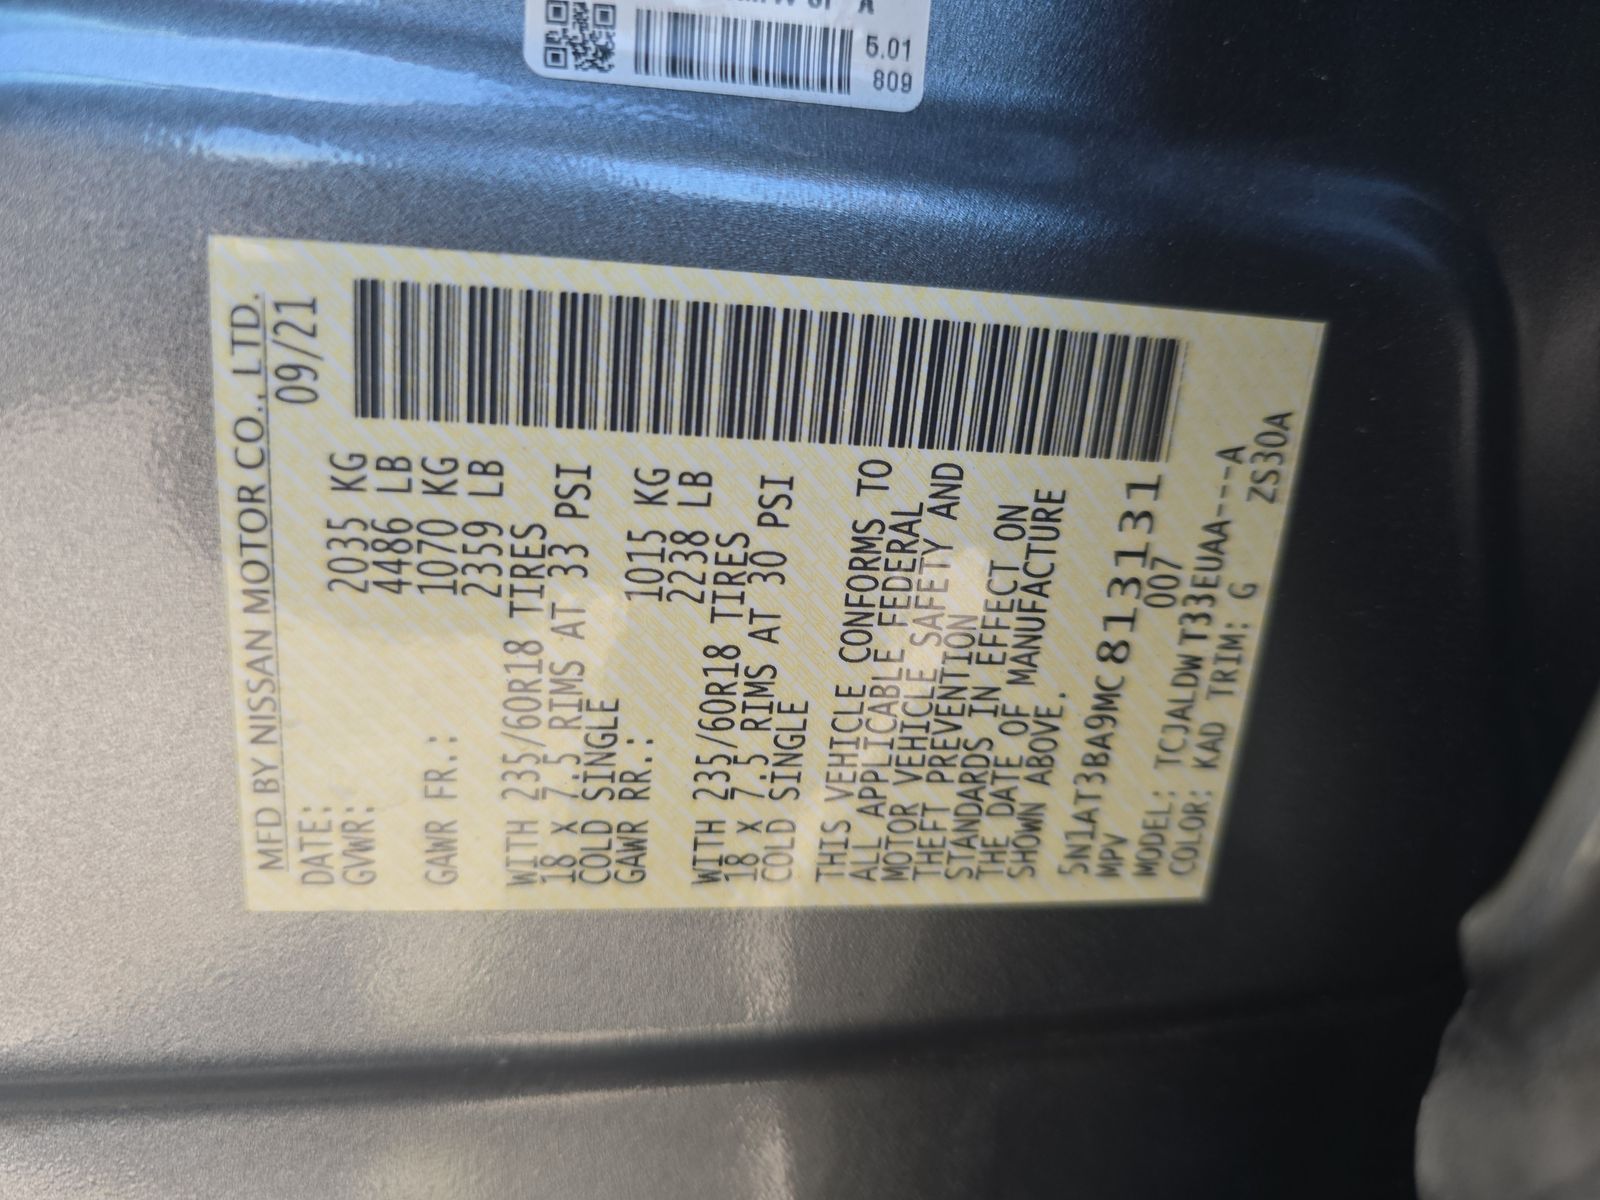 5.01
809
MFD BY NISSAN MOTOR CO., LTD.
DATE: 09/21
GVWR: 2035 KG
4486 LB
GAWR FR.: 1070 KG
2359 LB
WITH 235/60R18 TIRES
18 X 7.5 RIMS AT 33 PSI
COLD SINGLE
GAWR RR.: 1015 KG
2238 LB
WITH 235/60R18 TIRES
18 X 7.5 RIMS AT 30 PSI
COLD SINGLE
THIS VEHICLE CONFORMS TO
ALL APPLICABLE FEDERAL
MOTOR VEHICLE SAFETY AND
THEFT PREVENTION
STANDARDS IN EFFECT ON
THE DATE OF MANUFACTURE
SHOWN ABOVE.
5N1AT3BA9MC813131
MPV 007
MODEL: TCJALDWT33EUAA---A
COLOR: KAD TRIM: G ZS30A